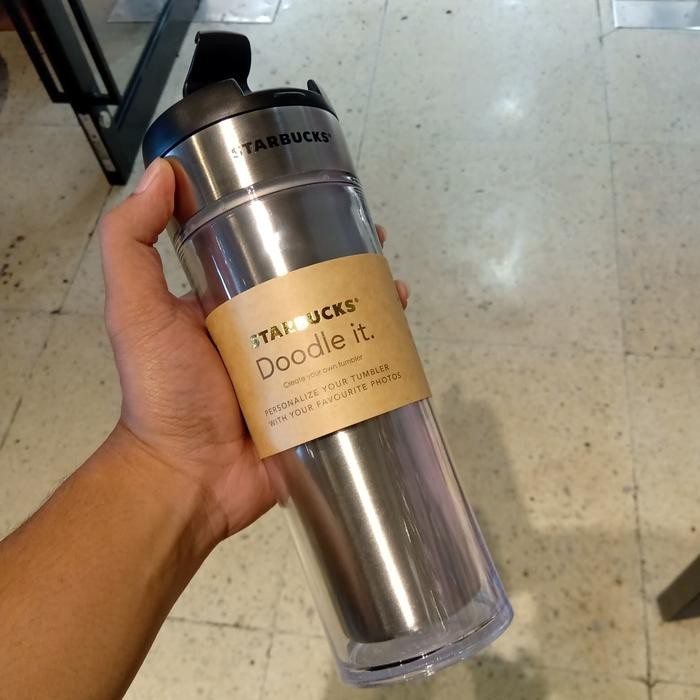 STARBUCKS®
STARBUCKS®
Doodle it.
Create your own tumbler
PERSONALIZE YOUR TUMBLER
WITH YOUR FAVOURITE PHOTOS